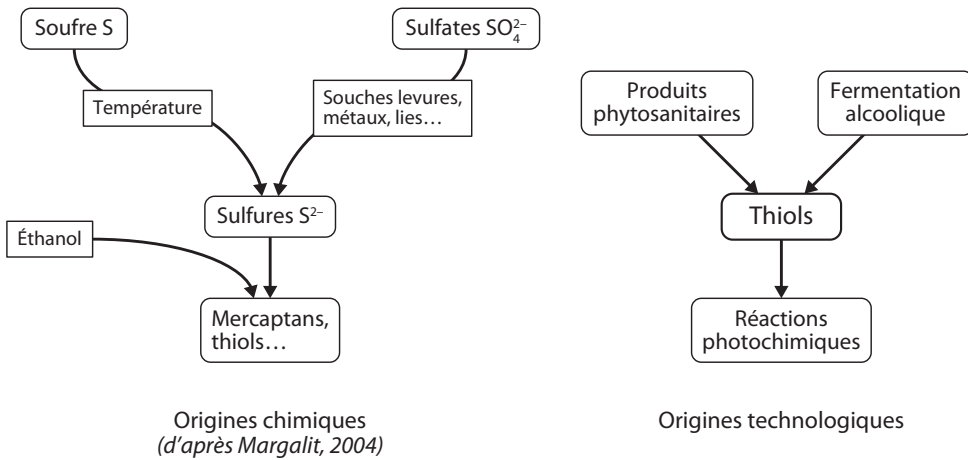 Soufre S
Sulfates SO₄²⁻
Température
Souches levures,
métaux, lies…
Sulfures S²⁻
Éthanol
Mercaptans,
thiols…
Origines chimiques
(d’après Margalit, 2004)
Produits
phytosanitaires
Fermentation
alcoolique
Thiols
Réactions
photochimiques
Origines technologiques